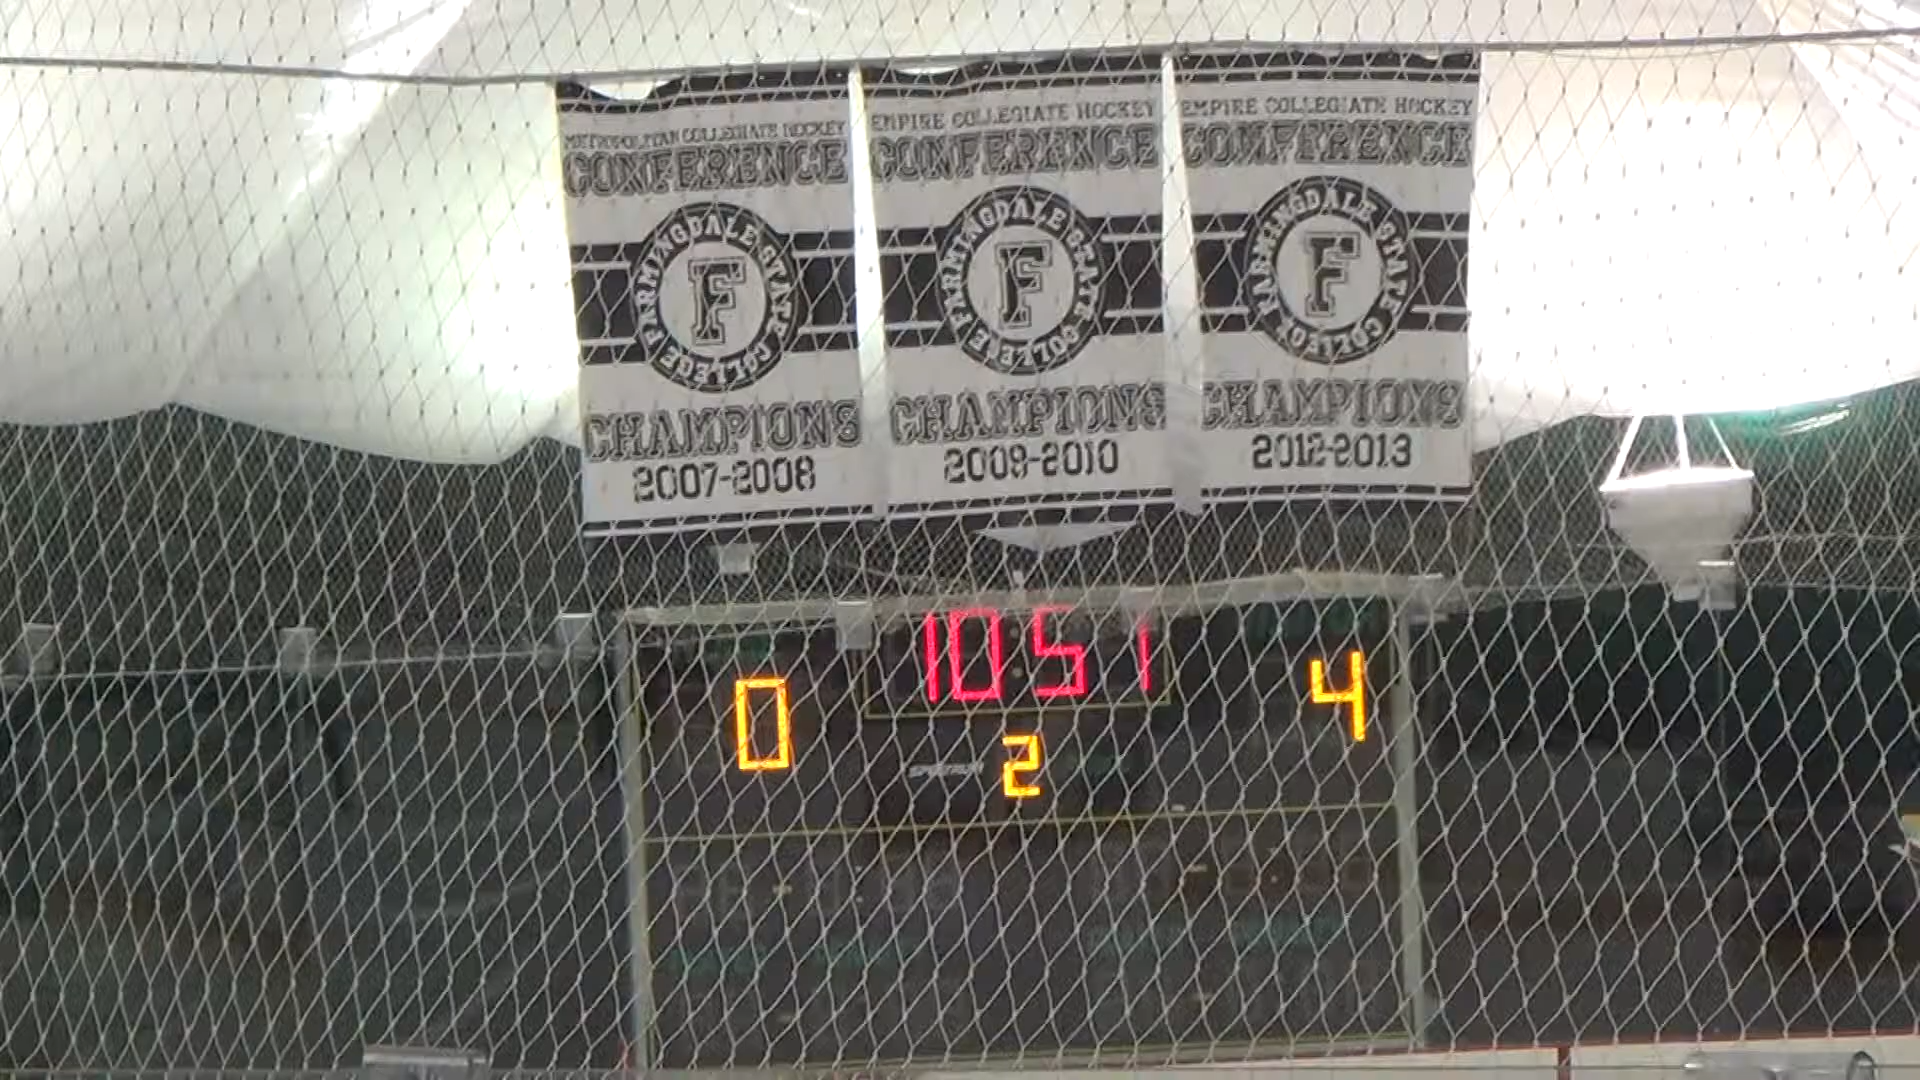 METROPOLITAN COLLEGIATE HOCKEY
CONFERENCE
FARMINGDALE STATE COLLEGE
F
CHAMPIONS
2007-2008
EMPIRE COLLEGIATE HOCKEY
CONFERENCE
FARMINGDALE STATE COLLEGE
F
CHAMPIONS
2009-2010
EMPIRE COLLEGIATE HOCKEY
CONFERENCE
FARMINGDALE STATE COLLEGE
F
CHAMPIONS
2012-2013
10 51
0
4
2
SPECTRUM